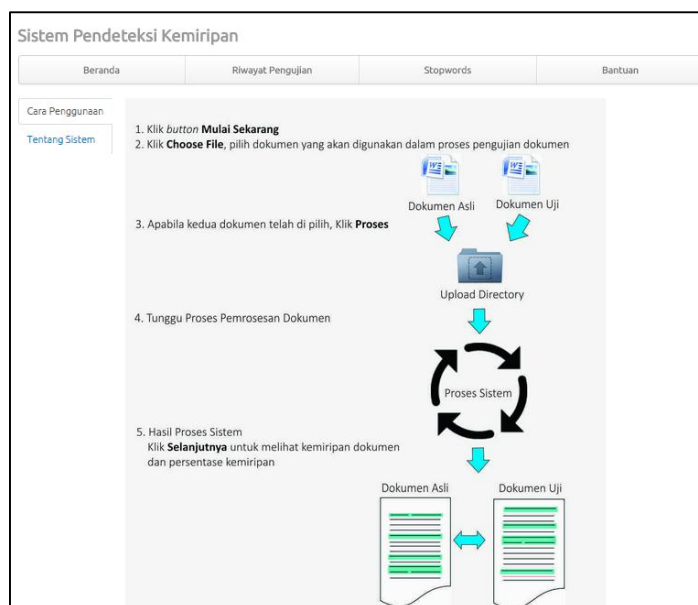 Sistem Pendeteksi Kemiripan
Beranda
Riwayat Pengujian
Stopwords
Bantuan
Cara Penggunaan
Tentang Sistem
1. Klik button Mulai Sekarang
2. Klik Choose File, pilih dokumen yang akan digunakan dalam proses pengujian dokumen
Dokumen Asli
Dokumen Uji
3. Apabila kedua dokumen telah di pilih, Klik Proses
Upload Directory
4. Tunggu Proses Pemrosesan Dokumen
Proses Sistem
5. Hasil Proses Sistem
Klik Selanjutnya untuk melihat kemiripan dokumen
dan persentase kemiripan
Dokumen Asli
Dokumen Uji